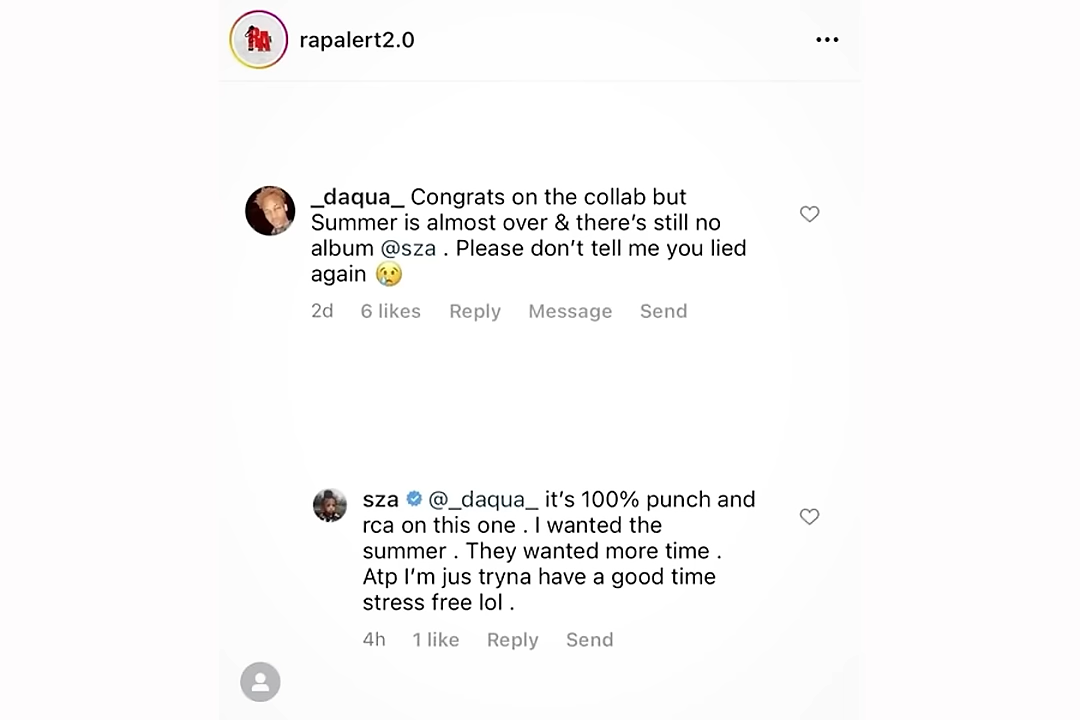 RA
rapalert2.0
_daqua_ Congrats on the collab but
Summer is almost over & there’s still no
album @sza . Please don’t tell me you lied
again 😢
2d 6 likes Reply Message Send
sza @_daqua_ it’s 100% punch and
rca on this one . I wanted the
summer . They wanted more time .
Atp I’m jus tryna have a good time
stress free lol .
4h 1 like Reply Send